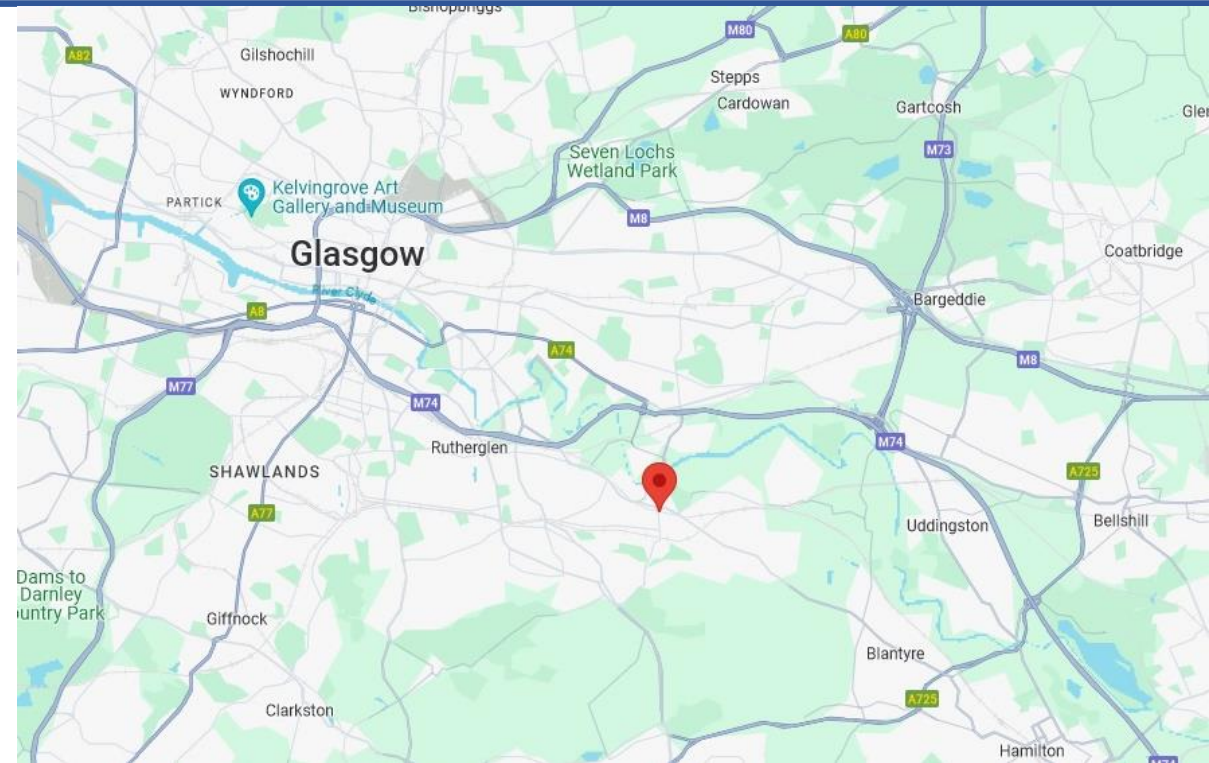 Bishopbriggs
M80
A80
A82
Gilshochill
WYNDFORD
Stepps
Cardowan
Gartcosh
M73
Seven Lochs
Wetland Park
PARTICK
Kelvingrove Art
Gallery and Museum
M8
Glasgow
Coatbridge
River Clyde
A8
Bargeddie
A74
M8
M77
M74
Rutherglen
M74
SHAWLANDS
A725
A77
Uddingston
Bellshill
Dams to
Darnley
Giffnock
Blantyre
A725
Clarkston
Hamilton